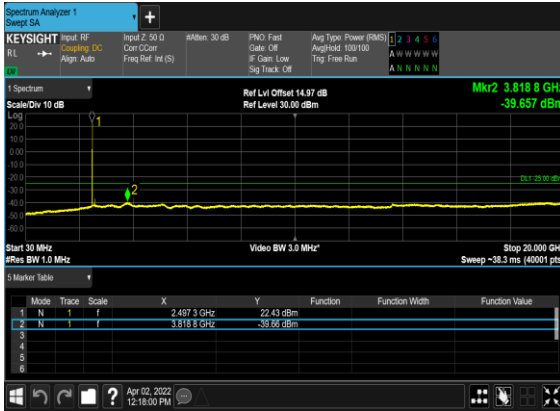 Spectrum Analyzer 1
Swept SA
+
KEYSIGHT Input: RF Input Z: 50 Ω #Atten: 30 dB PNO: Fast Avg Type: Power (RMS) 1 2 3 4 5 6
RL Coupling: DC Corr CCorr Gate: Off Avg|Hold: 100/100 A W W W W W
Align: Auto Freq Ref: Int (S) IF Gain: Low Trig: Free Run
Sig Track: Off A N N N N N
1 Spectrum
Ref Lvl Offset 14.97 dB Mkr2 3.818 8 GHz
Scale/Div 10 dB Ref Level 30.00 dBm -39.657 dBm
Log
20.0
10.0
0.00
-10.0
-20.0
-30.0
-40.0
-50.0
-60.0
1
2
DL1 -25.00 dBm
Start 30 MHz Video BW 3.0 MHz* Stop 20.000 GHz
#Res BW 1.0 MHz Sweep ~38.3 ms (40001 pts)
5 Marker Table
Mode Trace Scale X Y Function Function Width Function Value
1 N 1 f 2.497 3 GHz 22.43 dBm
2 N 1 f 3.818 8 GHz -39.66 dBm
3
4
5
6
? Apr 02, 2022
12:18:00 PM